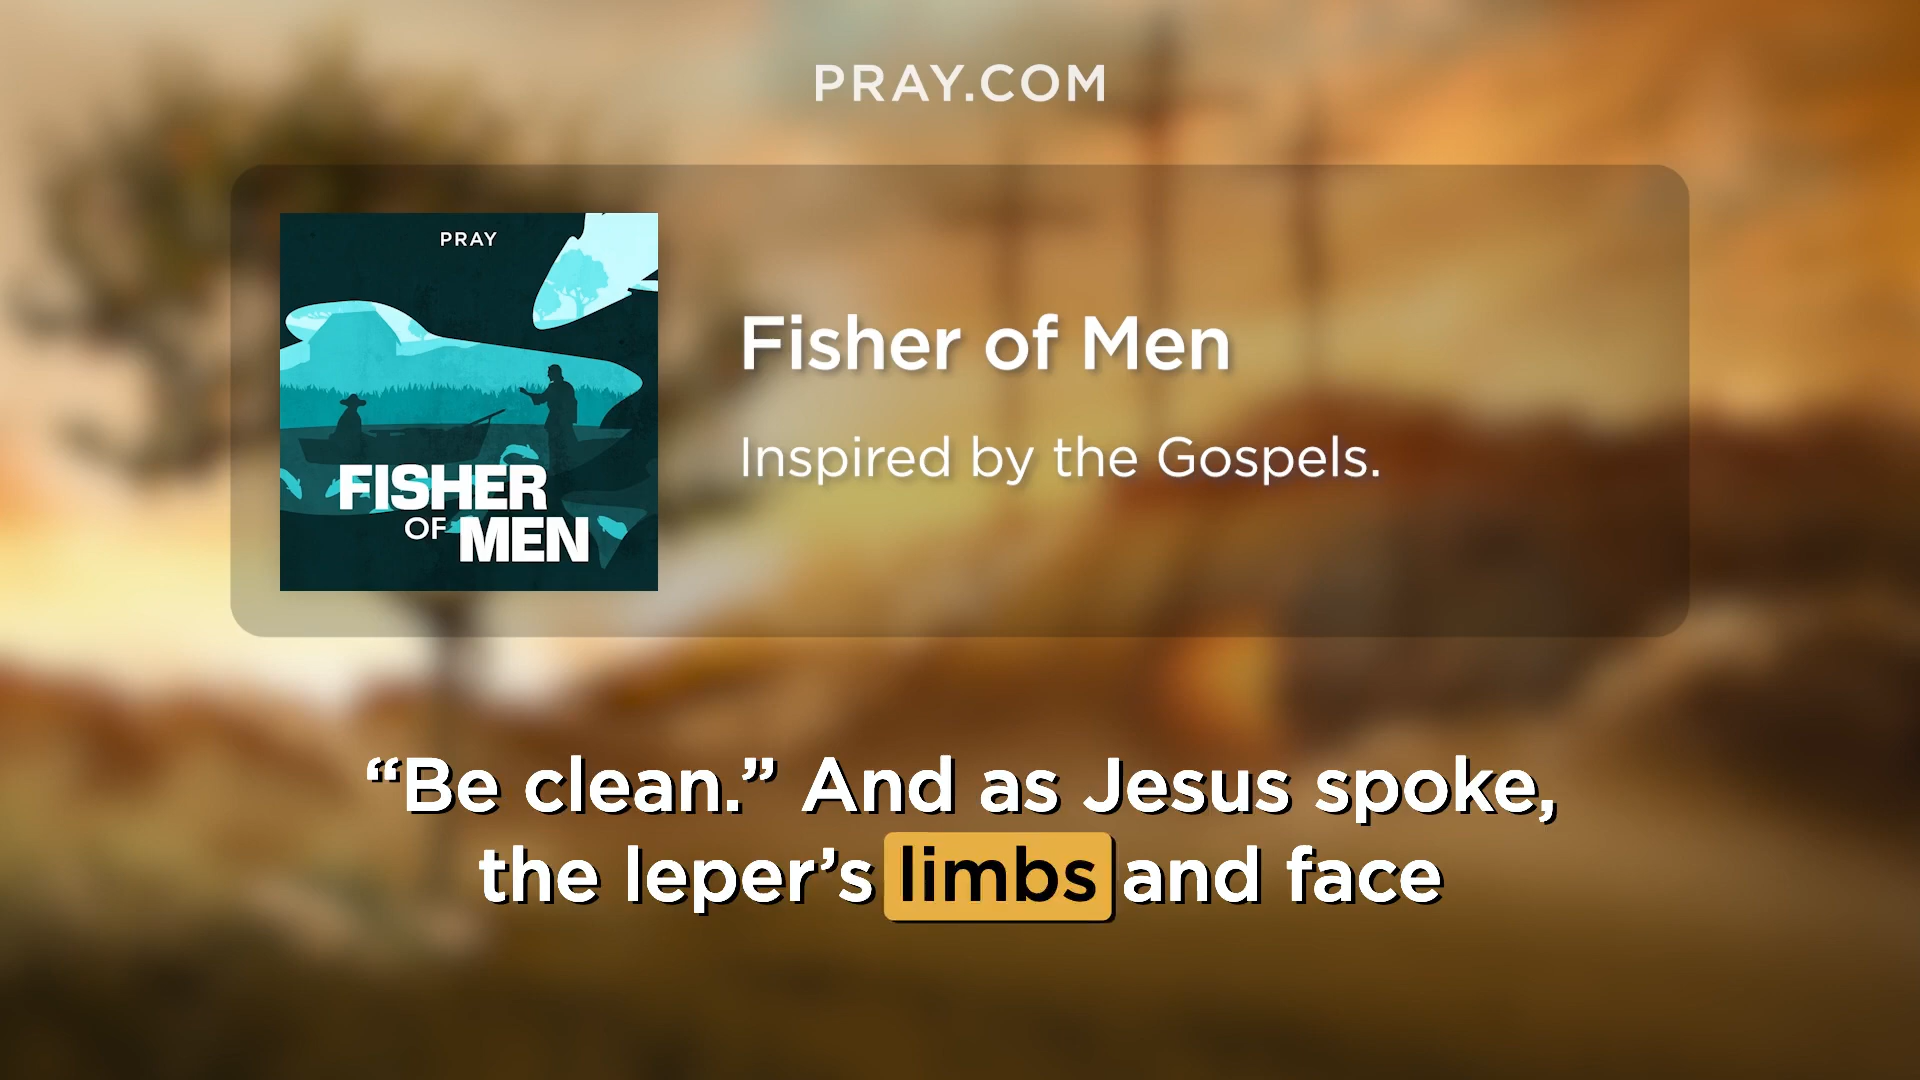 PRAY.COM
PRAY
FISHER
OF MEN
Fisher of Men
Inspired by the Gospels.
“Be clean.” And as Jesus spoke,
the leper’s limbs and face